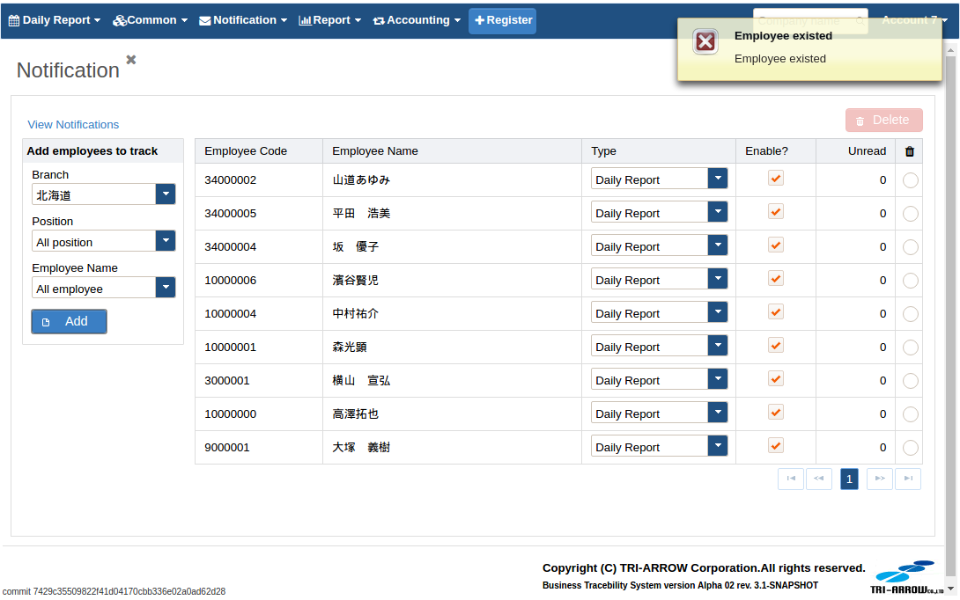 Daily Report Common Notification Report Accounting + Register Account 7
Employee existed
Employee existed
Notification
View Notifications
Delete
Add employees to track
Branch
北海道
Position
All position
Employee Name
All employee
Add
Employee Code Employee Name Type Enable? Unread
34000002 山道あゆみ Daily Report 0
34000005 平田　浩美 Daily Report 0
34000004 坂　優子 Daily Report 0
10000006 濱谷賢児 Daily Report 0
10000004 中村祐介 Daily Report 0
10000001 森光顕 Daily Report 0
3000001 横山　宣弘 Daily Report 0
10000000 高澤拓也 Daily Report 0
9000001 大塚　義樹 Daily Report 0
1
Copyright (C) TRI-ARROW Corporation.All rights reserved.
Business Tracebility System version Alpha 02 rev. 3.1-SNAPSHOT
TRI-ARROW CO.,LTD
commit 7429c35509822f41d04170cbb336e02a0ad62d28